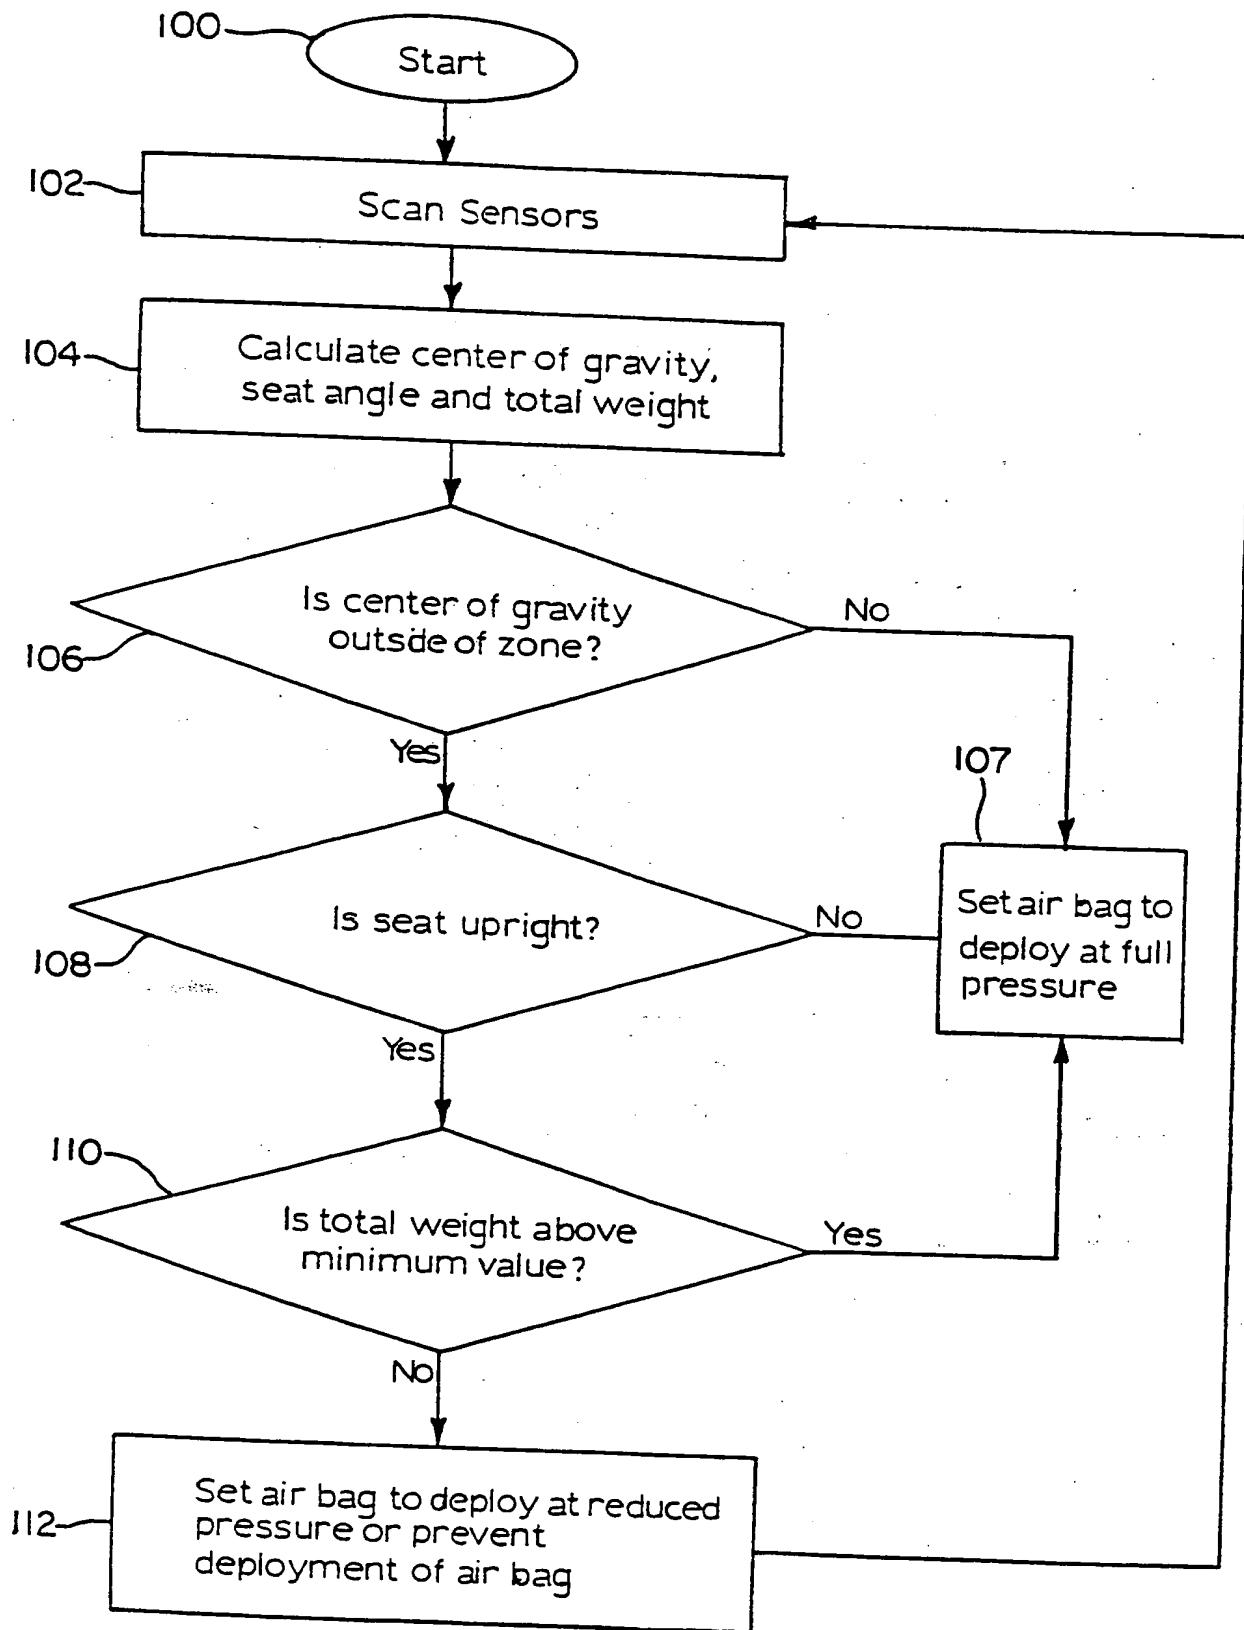 100
Start
102
Scan Sensors
104
Calculate center of gravity,
seat angle and total weight
106
Is center of gravity
outside of zone?
No
Yes
107
Set air bag to
deploy at full
pressure
108
Is seat upright?
No
Yes
110
Is total weight above
minimum value?
Yes
No
112
Set air bag to deploy at reduced
pressure or prevent
deployment of air bag